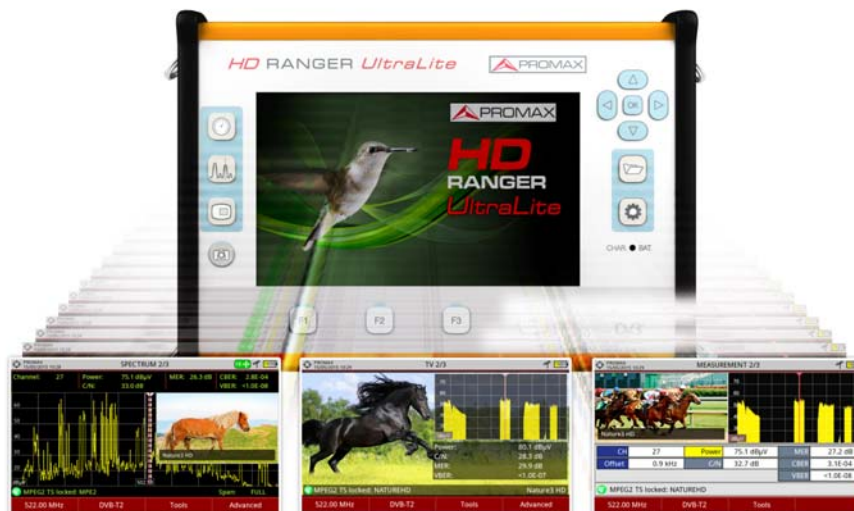 HD RANGER UltraLite
PROMAX
OK
PROMAX
HD
RANGER
UltraLite
CHAR. BAT.
F1 F2 F3
PROMAX
SPECTRUM 2/3
Channel: 27 Power: 75.1 dBµV MER: 26.3 dB CBER: 2.8E-04
C/N: 33.0 dB VBER: <1.0E-08
Nature3 HD
MPEG2 TS locked: MPE2 Span: FULL
522.00 MHz DVB-T2 Tools Advanced
PROMAX
TV 2/3
Power: 80.1 dBµV
C/N: 28.3 dB
MER: 29.9 dB
VBER: <1.0E-07
MPEG2 TS locked: NATUREHD Nature3 HD
522.00 MHz DVB-T2 Tools Advanced
PROMAX
MEASUREMENT 2/3
Nature3 HD
CH 27 Power 75.1 dBµV MER 27.2 dB
Offset 0.9 kHz C/N 32.7 dB CBER 3.1E-04
VBER <1.0E-08
MPEG2 TS locked: NATUREHD
522.00 MHz DVB-T2 Tools